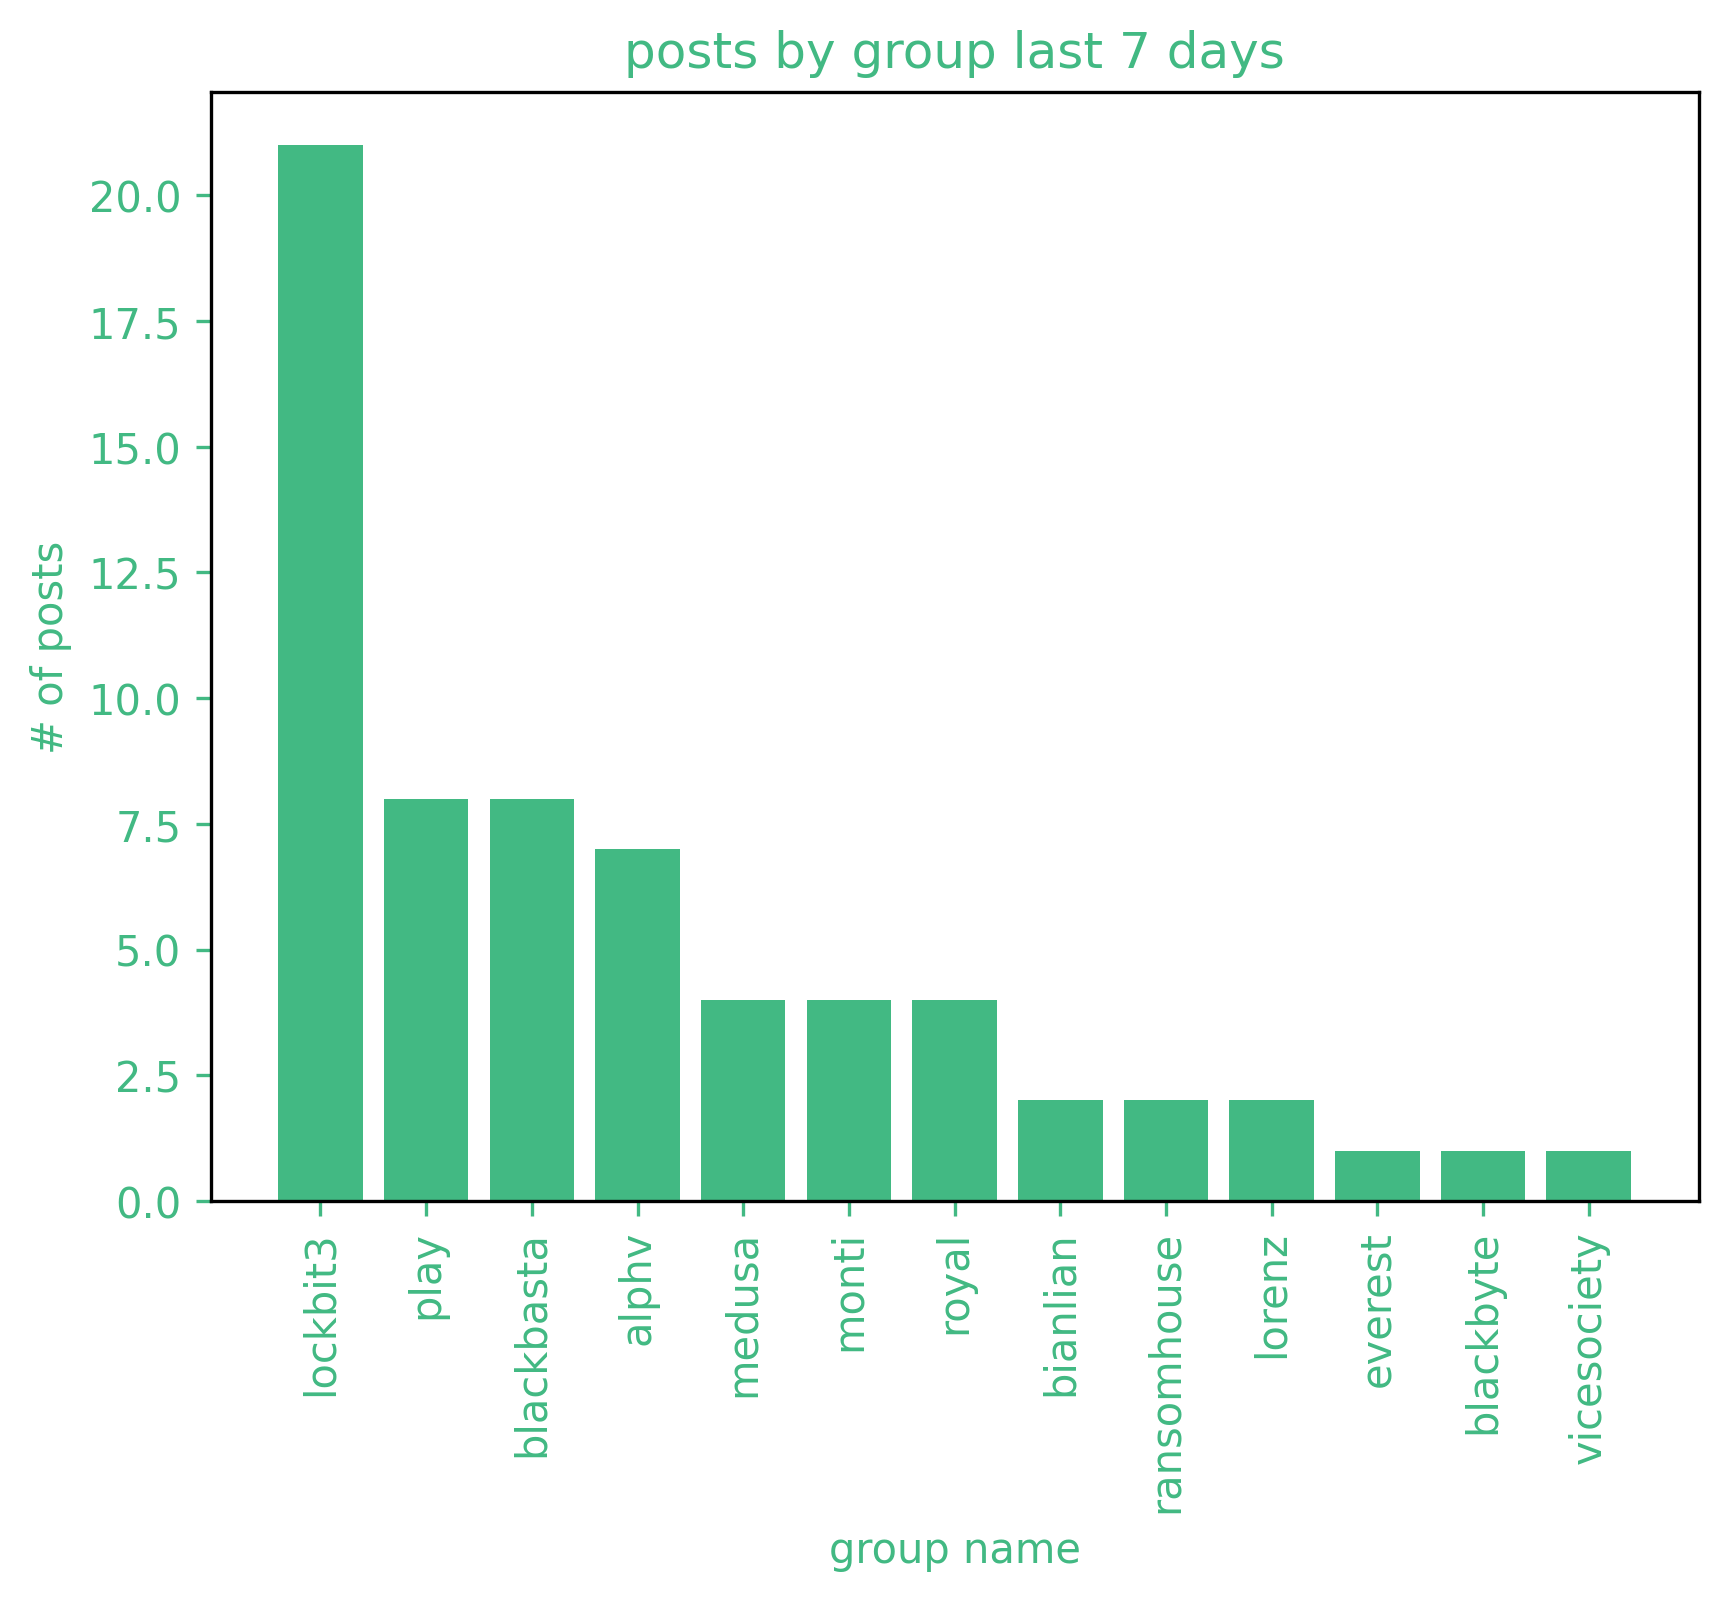 posts by group last 7 days
# of posts
20.0
17.5
15.0
12.5
10.0
7.5
5.0
2.5
0.0
lockbit3
play
blackbasta
alphv
medusa
monti
royal
bianlian
ransomhouse
lorenz
everest
blackbyte
vicesociety
group name